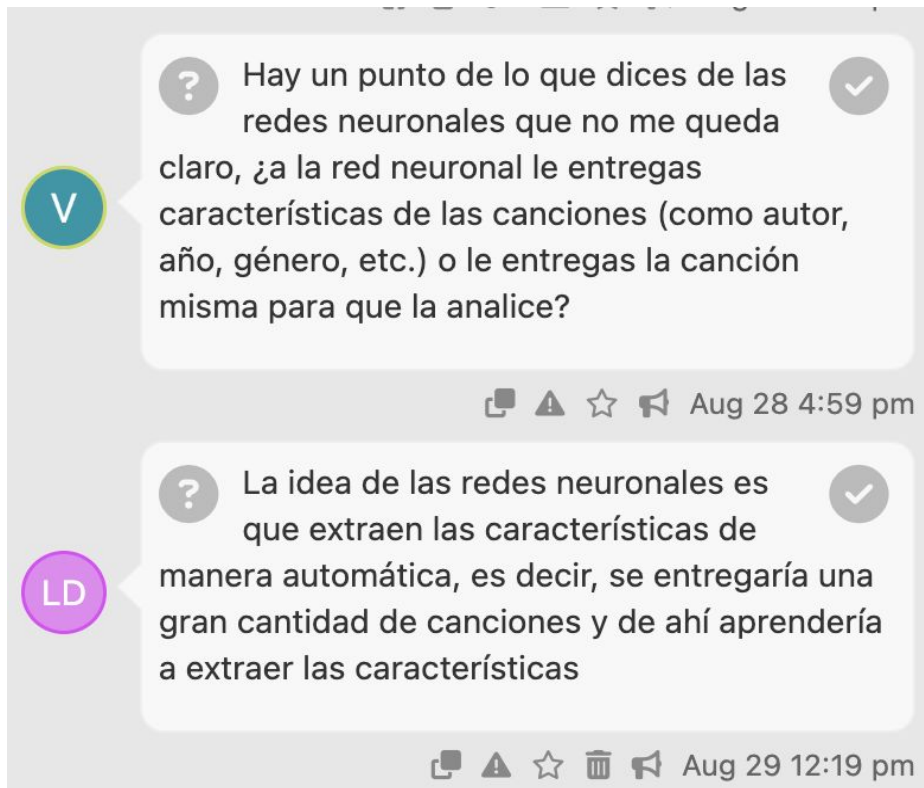 Hay un punto de lo que dices de las
redes neuronales que no me queda
claro, ¿a la red neuronal le entregas
características de las canciones (como autor,
año, género, etc.) o le entregas la canción
misma para que la analice?
V
Aug 28 4:59 pm
La idea de las redes neuronales es
que extraen las características de
manera automática, es decir, se entregaría una
gran cantidad de canciones y de ahí aprendería
a extraer las características
LD
Aug 29 12:19 pm